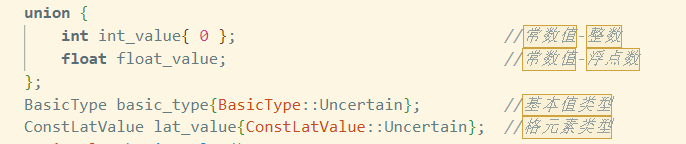 union {
int int_value{ 0 }; //常数值-整数
float float_value; //常数值-浮点数
};
BasicType basic_type{BasicType::Uncertain}; //基本值类型
ConstLatValue lat_value{ConstLatValue::Uncertain}; //格元素类型